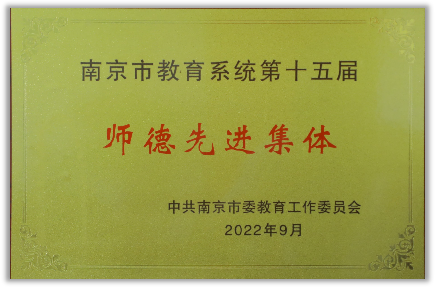 南京市教育系统第十五届
师德先进集体
中共南京市委教育工作委员会
2022年9月